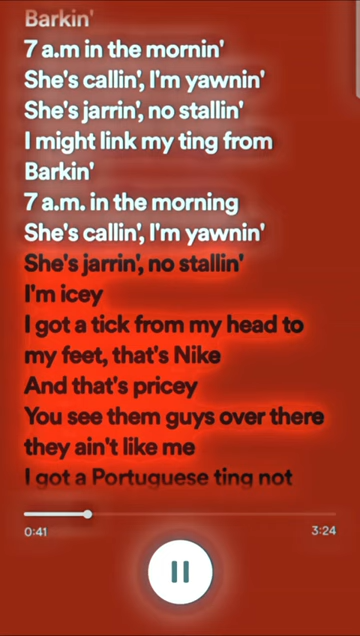 Barkin'
7 a.m in the mornin'
She's callin', I'm yawnin'
She's jarrin', no stallin'
I might link my ting from
Barkin'
7 a.m. in the morning
She's callin', I'm yawnin'
She's jarrin', no stallin'
I'm icey
I got a tick from my head to
my feet, that's Nike
And that's pricey
You see them guys over there
they ain't like me
I got a Portuguese ting not
0:41
3:24